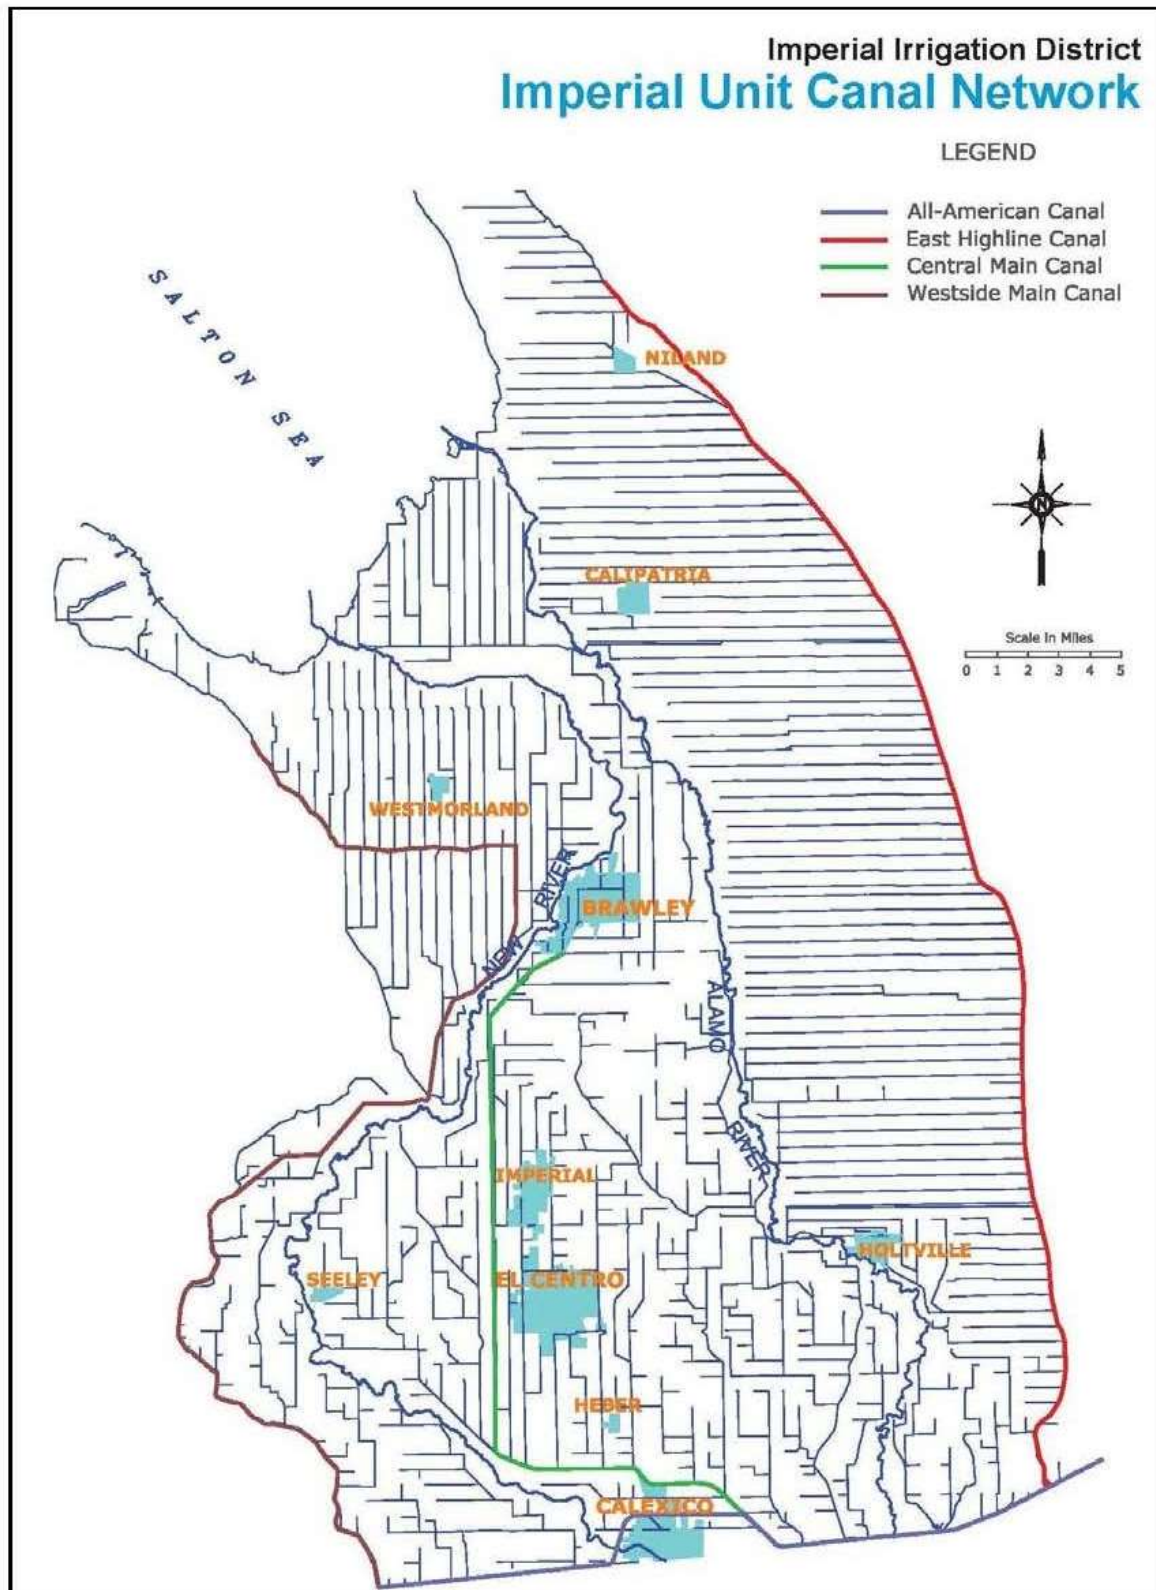 Imperial Irrigation District
Imperial Unit Canal Network
LEGEND
All-American Canal
East Highline Canal
Central Main Canal
Westside Main Canal
SALTON SEA
NILAND
N
CALIPATRIA
Scale in Miles
0 1 2 3 4 5
WESTMORLAND
NEW RIVER
BRAWLEY
ALAMO RIVER
IMPERIAL
HOLTVILLE
SEELEY
EL CENTRO
HEBER
CALEXICO